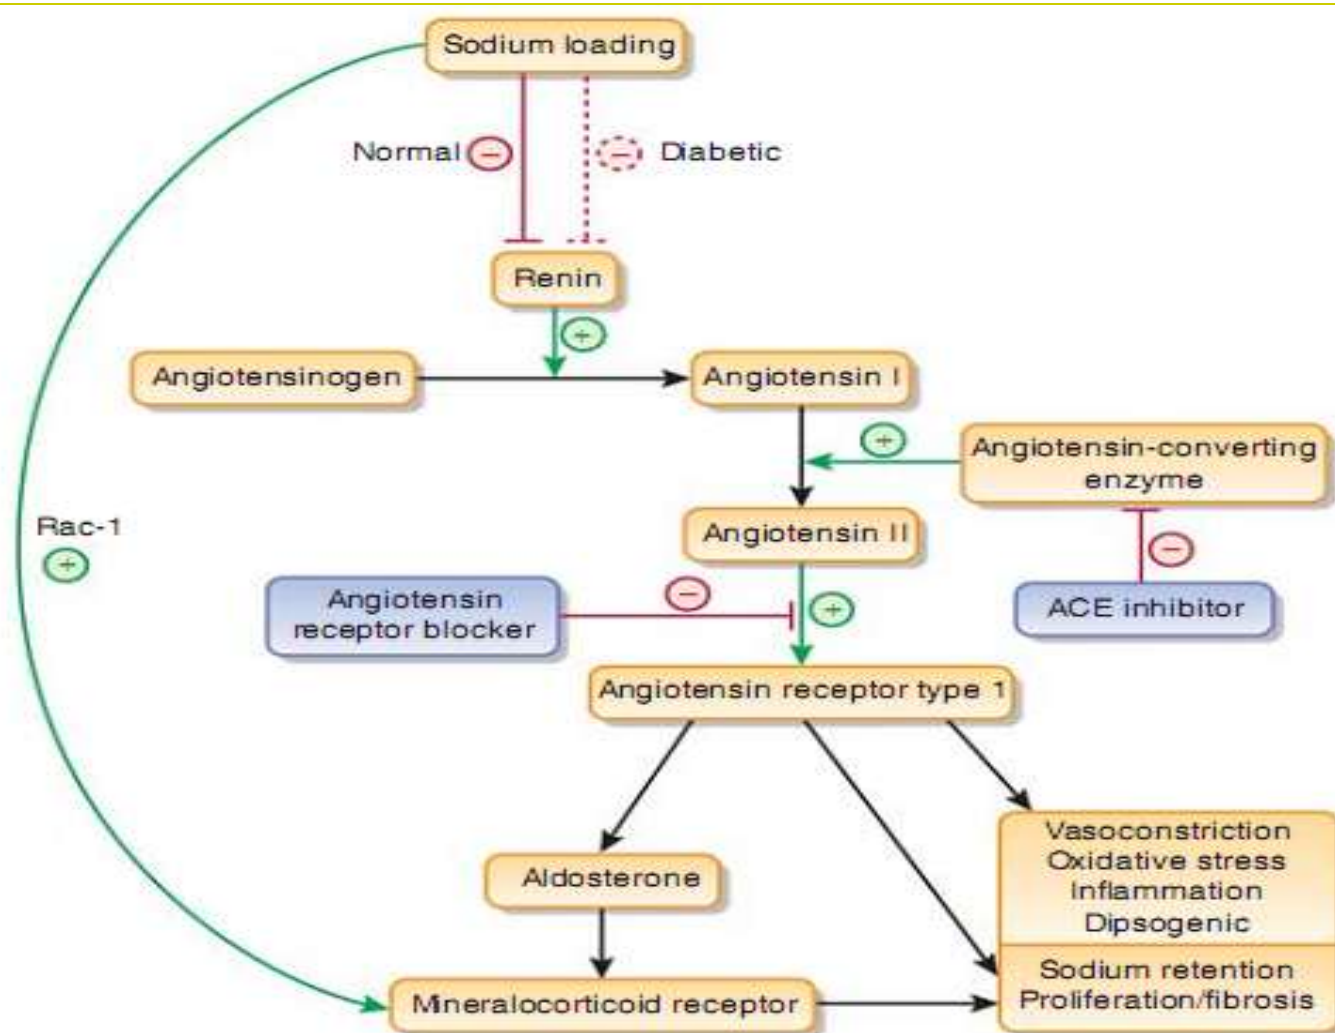 Sodium loading
Normal
−
−
Diabetic
Renin
+
Angiotensinogen
Angiotensin I
+
Angiotensin-converting
enzyme
Rac-1
+
Angiotensin II
−
Angiotensin
receptor blocker
−
+
ACE inhibitor
Angiotensin receptor type 1
Vasoconstriction
Oxidative stress
Inflammation
Dipsogenic
Aldosterone
Sodium retention
Proliferation/fibrosis
Mineralocorticoid receptor